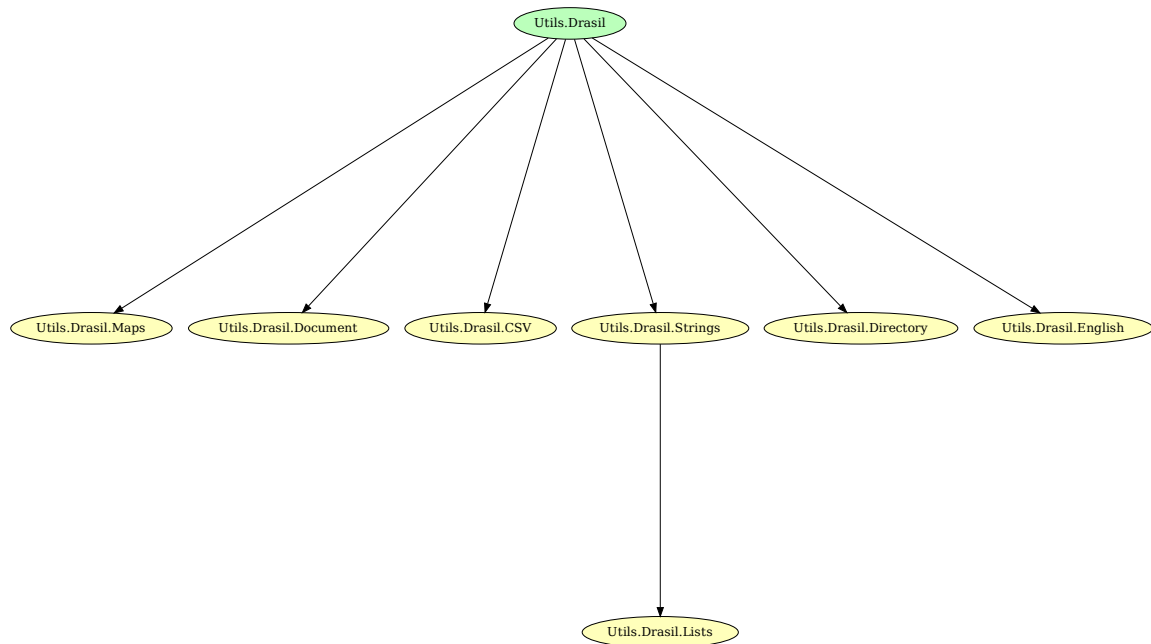 Utils.Drasil
Utils.Drasil.Maps
Utils.Drasil.Document
Utils.Drasil.CSV
Utils.Drasil.Strings
Utils.Drasil.Directory
Utils.Drasil.English
Utils.Drasil.Lists